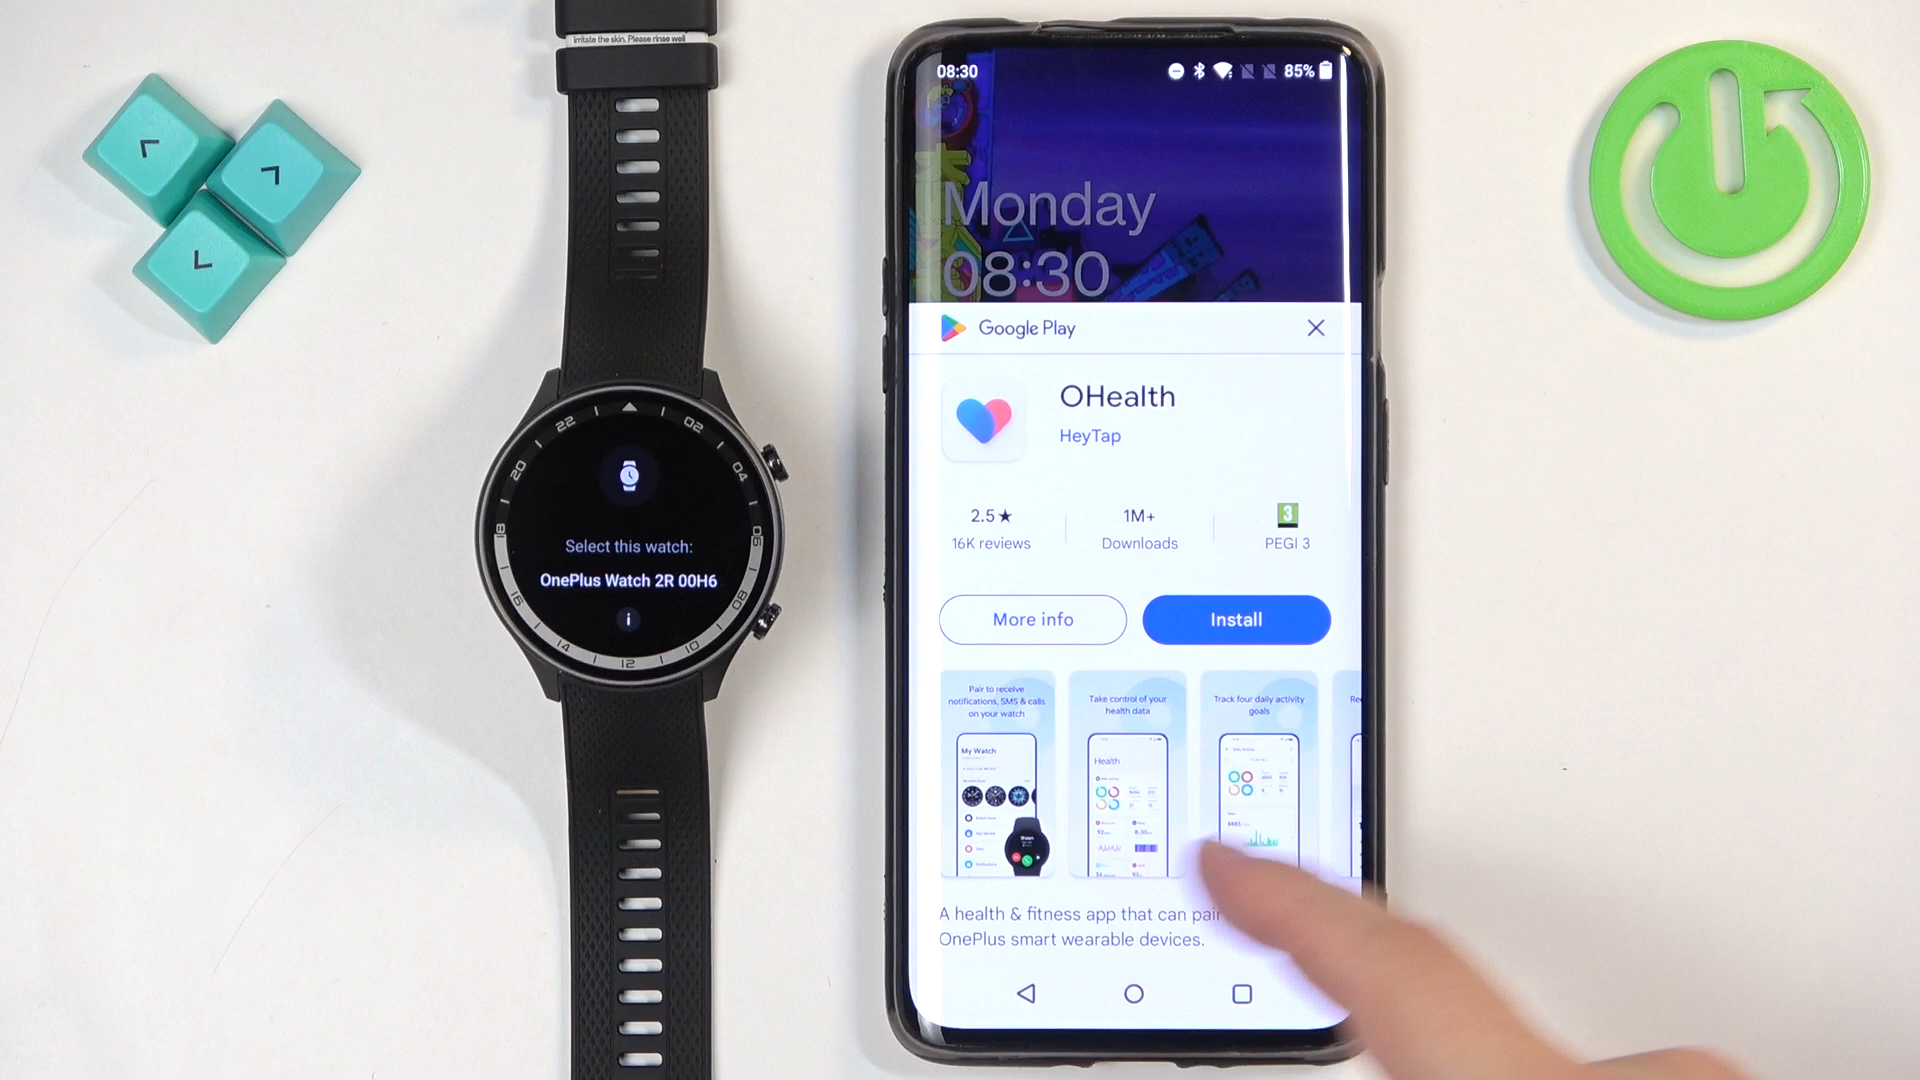 irritate the skin. Please rinse well
22
02
20
04
18
06
16
08
14
12
10
Select this watch:
OnePlus Watch 2R 00H6
i
08:30
85%
Monday
08:30
Google Play
OHealth
HeyTap
2.5★
16K reviews
1M+
Downloads
3
PEGI 3
More info
Install
Pair to receive
notifications, SMS & calls
on your watch
My Watch
Take control of your
health data
Health
Track four daily activity
goals
A health & fitness app that can pair
OnePlus smart wearable devices.